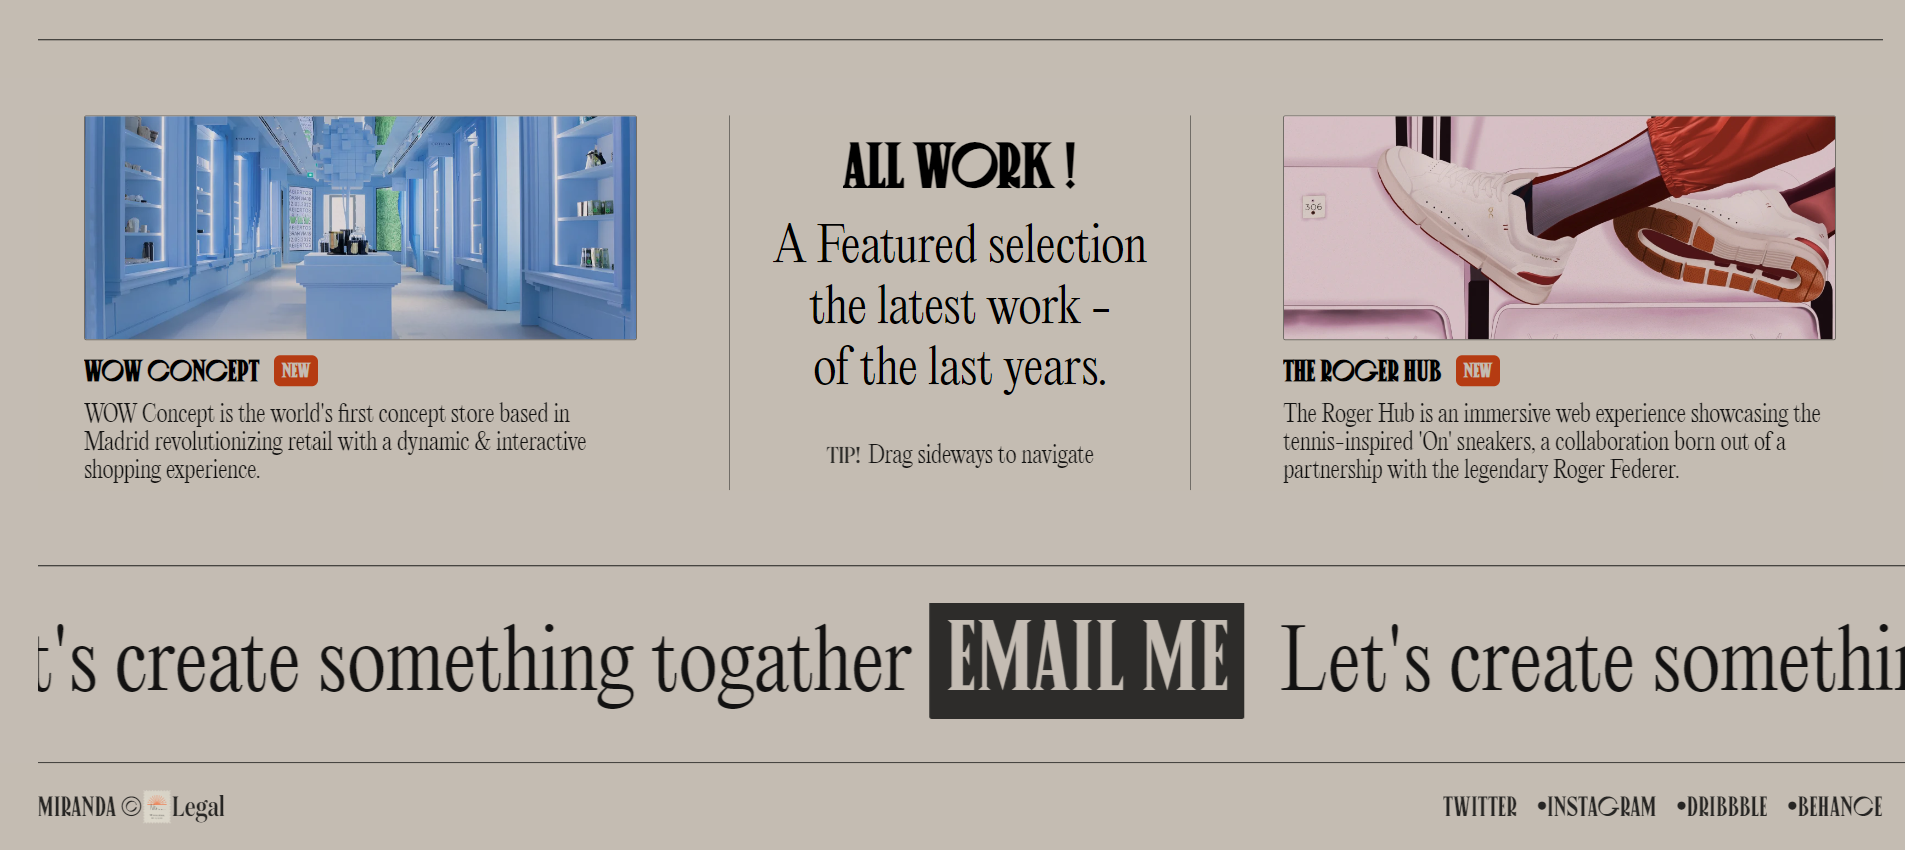 ALL WORK !
A Featured selection
the latest work -
of the last years.
TIP! Drag sideways to navigate
306
WOW CONCEPT NEW
WOW Concept is the world's first concept store based in
Madrid revolutionizing retail with a dynamic & interactive
shopping experience.
THE ROGER HUB NEW
The Roger Hub is an immersive web experience showcasing the
tennis-inspired 'On' sneakers, a collaboration born out of a
partnership with the legendary Roger Federer.
t's create something togather EMAIL ME Let's create somethin
MIRANDA © Legal
TWITTER •INSTAGRAM •DRIBBBLE •BEHANCE